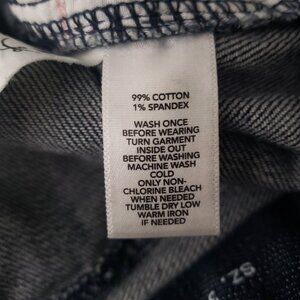 99% COTTON
1% SPANDEX
WASH ONCE
BEFORE WEARING
TURN GARMENT
INSIDE OUT
BEFORE WASHING
MACHINE WASH
COLD
ONLY NON-
CHLORINE BLEACH
WHEN NEEDED
TUMBLE DRY LOW
WARM IRON
IF NEEDED